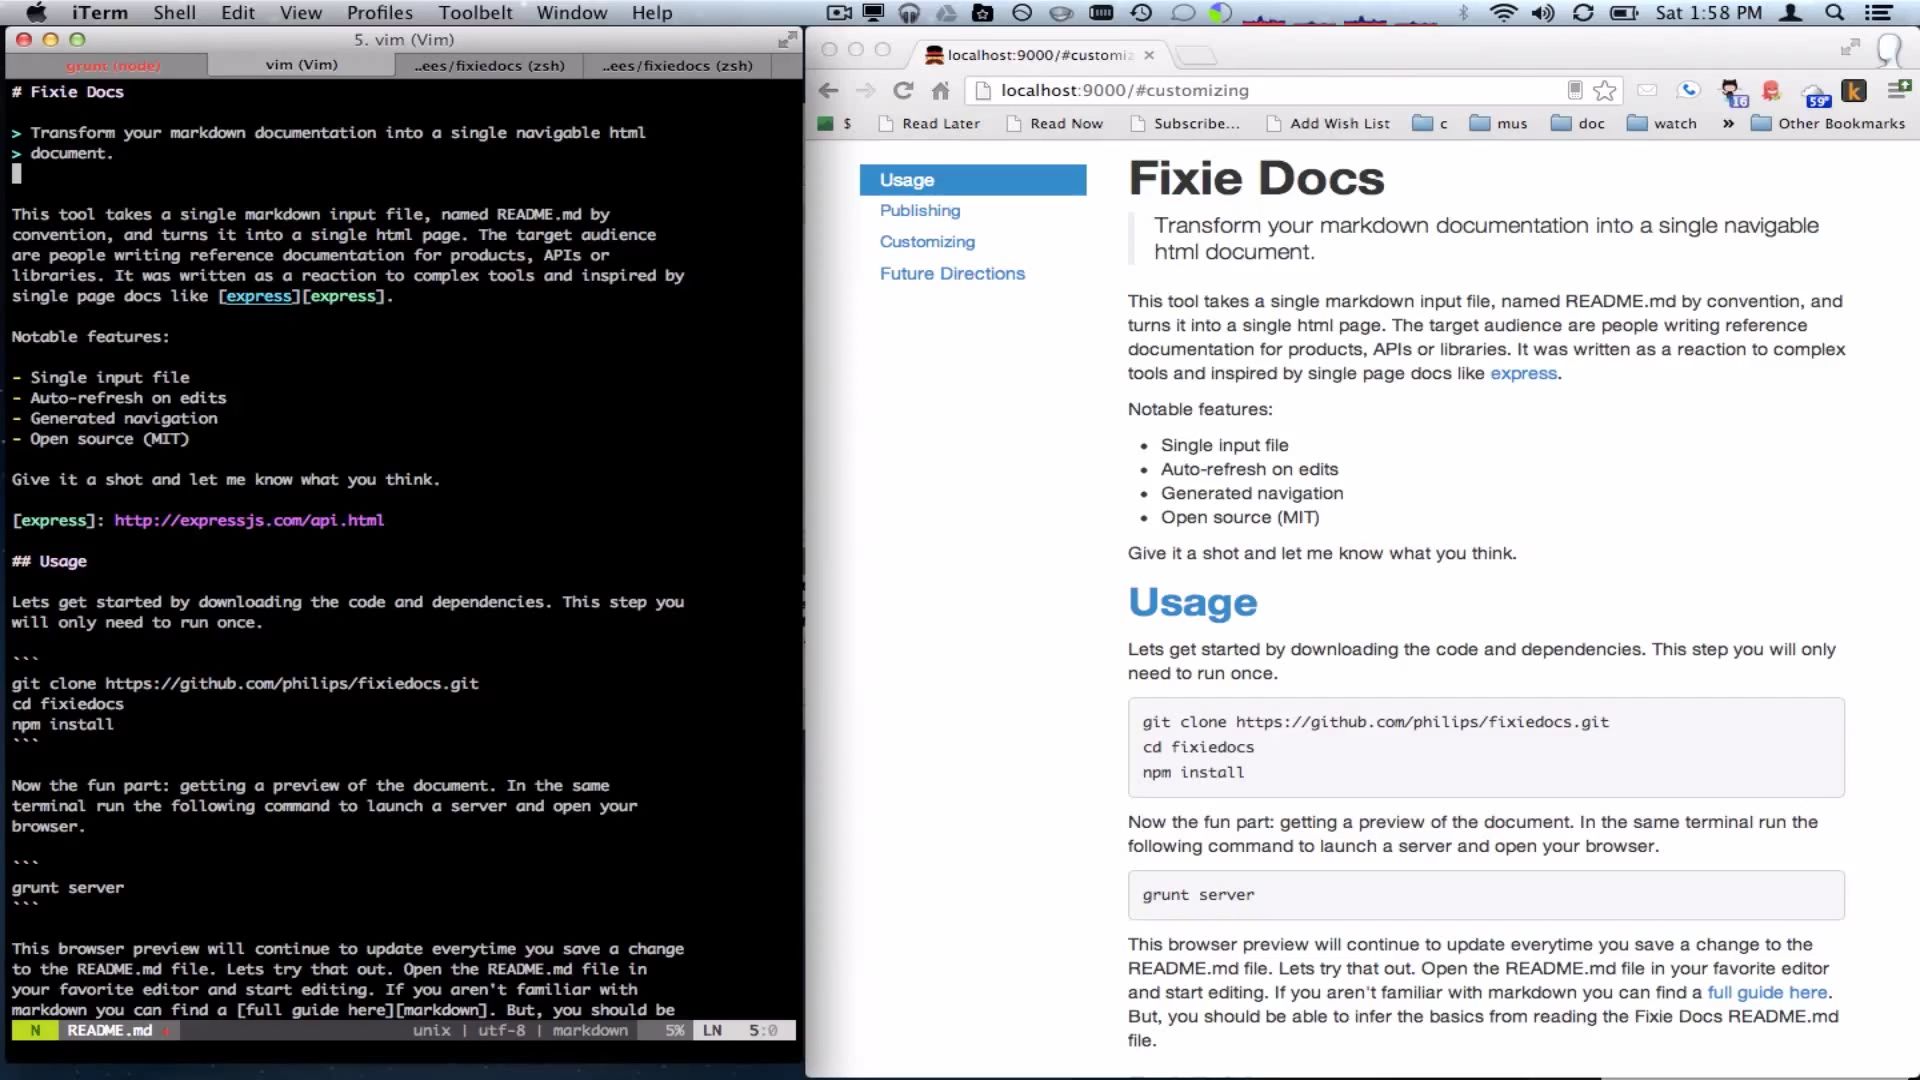 iTerm Shell Edit View Profiles Toolbelt Window Help
Sat 1:58 PM
5. vim (Vim)
grunt (node)
vim (Vim)
..ees/fixiedocs (zsh)
..ees/fixiedocs (zsh)
# Fixie Docs
> Transform your markdown documentation into a single navigable html
> document.
This tool takes a single markdown input file, named README.md by
convention, and turns it into a single html page. The target audience
are people writing reference documentation for products, APIs or
libraries. It was written as a reaction to complex tools and inspired by
single page docs like [express][express].
Notable features:
- Single input file
- Auto-refresh on edits
- Generated navigation
- Open source (MIT)
Give it a shot and let me know what you think.
[express]: http://expressjs.com/api.html
## Usage
Lets get started by downloading the code and dependencies. This step you
will only need to run once.
```
git clone https://github.com/philips/fixiedocs.git
cd fixiedocs
npm install
```
Now the fun part: getting a preview of the document. In the same
terminal run the following command to launch a server and open your
browser.
```
grunt server
```
This browser preview will continue to update everytime you save a change
to the README.md file. Lets try that out. Open the README.md file in
your favorite editor and start editing. If you aren't familiar with
markdown you can find a [full guide here][markdown]. But, you should be
N README.md unix | utf-8 | markdown 5% LN 5:0
localhost:9000/#customiz
localhost:9000/#customizing
16
59°
k
$ Read Later Read Now Subscribe... Add Wish List c mus doc watch » Other Bookmarks
Usage
Publishing
Customizing
Future Directions
Fixie Docs
Transform your markdown documentation into a single navigable
html document.
This tool takes a single markdown input file, named README.md by convention, and
turns it into a single html page. The target audience are people writing reference
documentation for products, APIs or libraries. It was written as a reaction to complex
tools and inspired by single page docs like express.
Notable features:
• Single input file
• Auto-refresh on edits
• Generated navigation
• Open source (MIT)
Give it a shot and let me know what you think.
Usage
Lets get started by downloading the code and dependencies. This step you will only
need to run once.
git clone https://github.com/philips/fixiedocs.git
cd fixiedocs
npm install
Now the fun part: getting a preview of the document. In the same terminal run the
following command to launch a server and open your browser.
grunt server
This browser preview will continue to update everytime you save a change to the
README.md file. Lets try that out. Open the README.md file in your favorite editor
and start editing. If you aren't familiar with markdown you can find a full guide here.
But, you should be able to infer the basics from reading the Fixie Docs README.md
file.